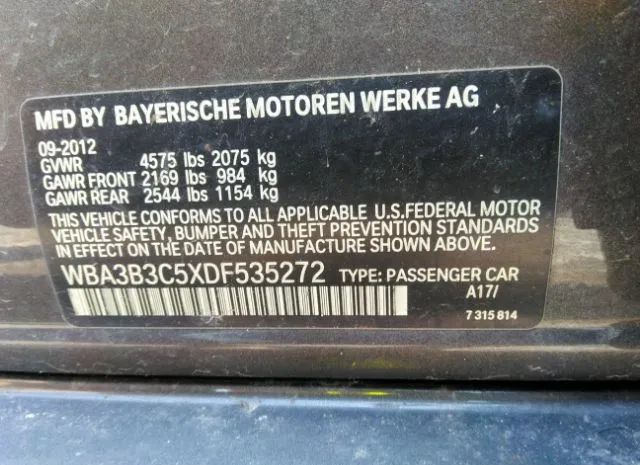 MFD BY BAYERISCHE MOTOREN WERKE AG
09-2012
GVWR 4575 lbs 2075 kg
GAWR FRONT 2169 lbs 984 kg
GAWR REAR 2544 lbs 1154 kg
THIS VEHICLE CONFORMS TO ALL APPLICABLE U.S.FEDERAL MOTOR
VEHICLE SAFETY, BUMPER AND THEFT PREVENTION STANDARDS
IN EFFECT ON THE DATE OF MANUFACTURE SHOWN ABOVE.
WBA3B3C5XDF535272 TYPE: PASSENGER CAR
A17/
7 315 814